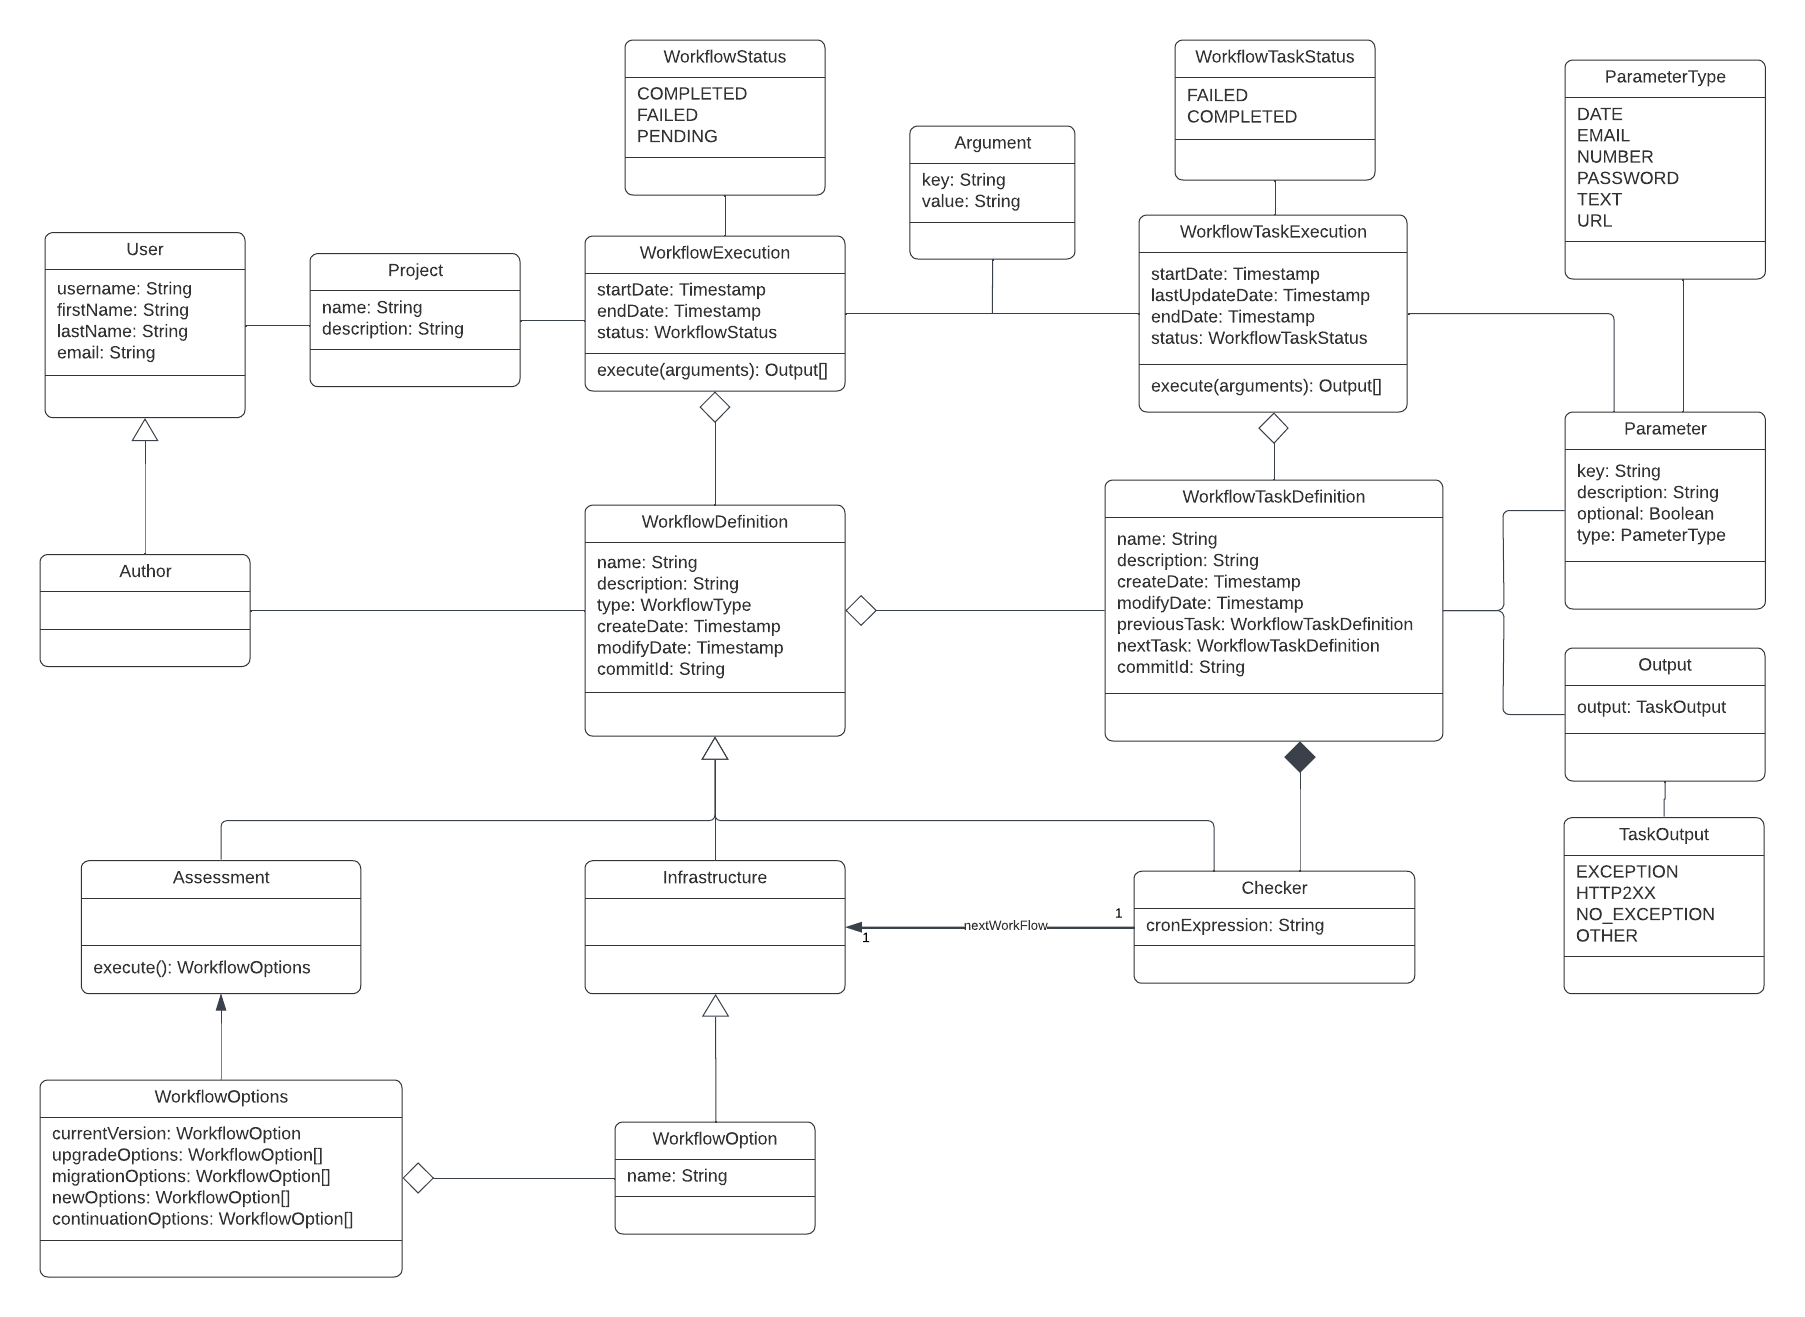 WorkflowStatus
COMPLETED
FAILED
PENDING
WorkflowTaskStatus
FAILED
COMPLETED
ParameterType
DATE
EMAIL
NUMBER
PASSWORD
TEXT
URL
Argument
key: String
value: String
User
username: String
firstName: String
lastName: String
email: String
Project
name: String
description: String
WorkflowExecution
startDate: Timestamp
endDate: Timestamp
status: WorkflowStatus
execute(arguments): Output[]
WorkflowTaskExecution
startDate: Timestamp
lastUpdateDate: Timestamp
endDate: Timestamp
status: WorkflowTaskStatus
execute(arguments): Output[]
Parameter
key: String
description: String
optional: Boolean
type: PameterType
Author
WorkflowDefinition
name: String
description: String
type: WorkflowType
createDate: Timestamp
modifyDate: Timestamp
commitId: String
WorkflowTaskDefinition
name: String
description: String
createDate: Timestamp
modifyDate: Timestamp
previousTask: WorkflowTaskDefinition
nextTask: WorkflowTaskDefinition
commitId: String
Output
output: TaskOutput
TaskOutput
EXCEPTION
HTTP2XX
NO_EXCEPTION
OTHER
Assessment
execute(): WorkflowOptions
Infrastructure
1
nextWorkFlow
1
Checker
cronExpression: String
WorkflowOptions
currentVersion: WorkflowOption
upgradeOptions: WorkflowOption[]
migrationOptions: WorkflowOption[]
newOptions: WorkflowOption[]
continuationOptions: WorkflowOption[]
WorkflowOption
name: String